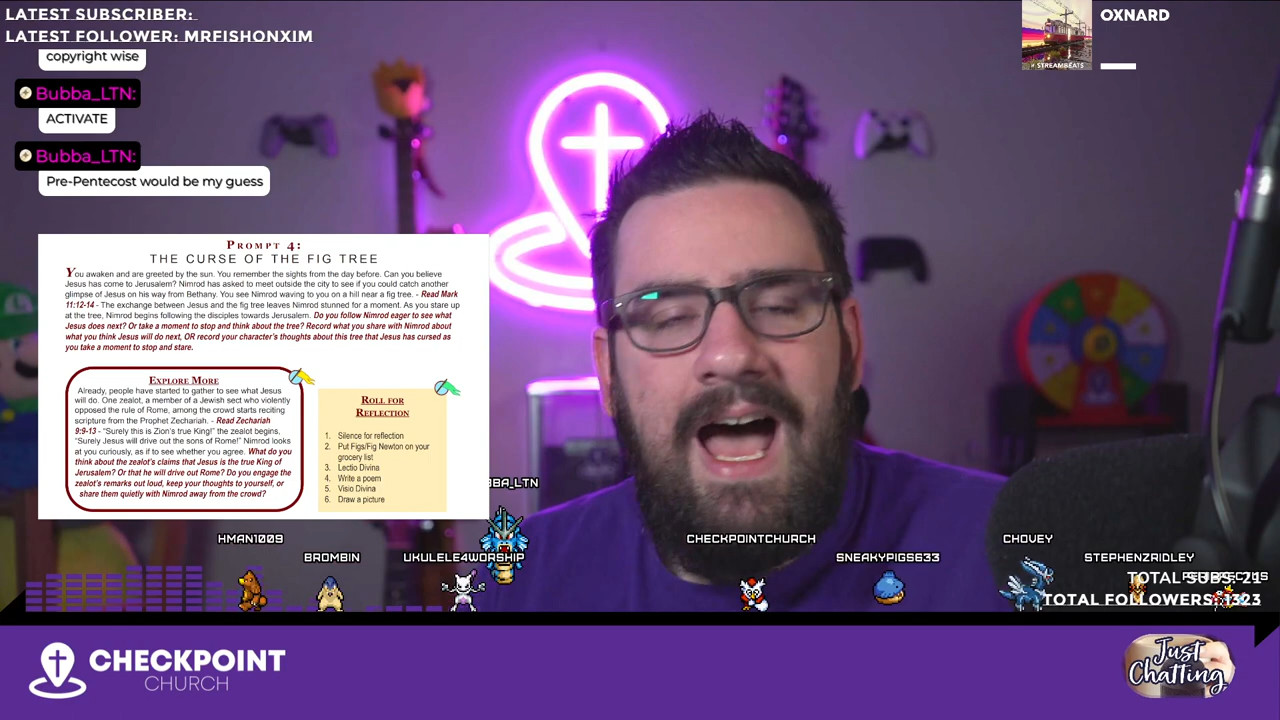 LATEST SUBSCRIBER:
LATEST FOLLOWER: MRFISHONXIM
copyright wise
Bubba_LTN:
ACTIVATE
Bubba_LTN:
Pre-Pentecost would be my guess
STREAMBEATS
OXNARD
PROMPT 4:
THE CURSE OF THE FIG TREE
You awaken and are greeted by the sun. You remember the sights from the day before. Can you believe
Jesus has come to Jerusalem? Nimrod has asked to meet outside the city to see if you could catch another
glimpse of Jesus on his way from Bethany. You see Nimrod waving to you on a hill near a fig tree. - Read Mark
11:12-14 - The exchange between Jesus and the fig tree leaves Nimrod stunned for a moment. As you stare up
at the tree, Nimrod begins following the disciples towards Jerusalem. Do you follow Nimrod eager to see what
Jesus does next? Or take a moment to stop and think about the tree? Record what you share with Nimrod about
what you think Jesus will do next, OR record your character's thoughts about this tree that Jesus has cursed as
you take a moment to stop and stare.
EXPLORE MORE
Already, people have started to gather to see what Jesus
will do. One zealot, a member of a Jewish sect who violently
opposed the rule of Rome, among the crowd starts reciting
scripture from the Prophet Zechariah. - Read Zechariah
9:9-13 - "Surely this is Zion's true King!" the zealot begins,
"Surely Jesus will drive out the sons of Rome!" Nimrod looks
at you curiously, as if to see whether you agree. What do you
think about the zealot's claims that Jesus is the true King of
Jerusalem? Or that he will drive out Rome? Do you engage the
zealot's remarks out loud, keep your thoughts to yourself, or
share them quietly with Nimrod away from the crowd?
ROLL FOR
REFLECTION
1. Silence for reflection
2. Put Figs/Fig Newton on your
grocery list
3. Lectio Divina
4. Write a poem
5. Visio Divina
6. Draw a picture
BA_LTN
HMAN1009
BROMBIN
UKULELE4WORSHIP
CHECKPOINTCHURCH
SNEAKYPIGS633
CHOVEY
STEPHENZRIDLEY
TOTAL SUBS: 21
TOTAL FOLLOWERS: 1323
CHECKPOINT
CHURCH
Just
Chatting